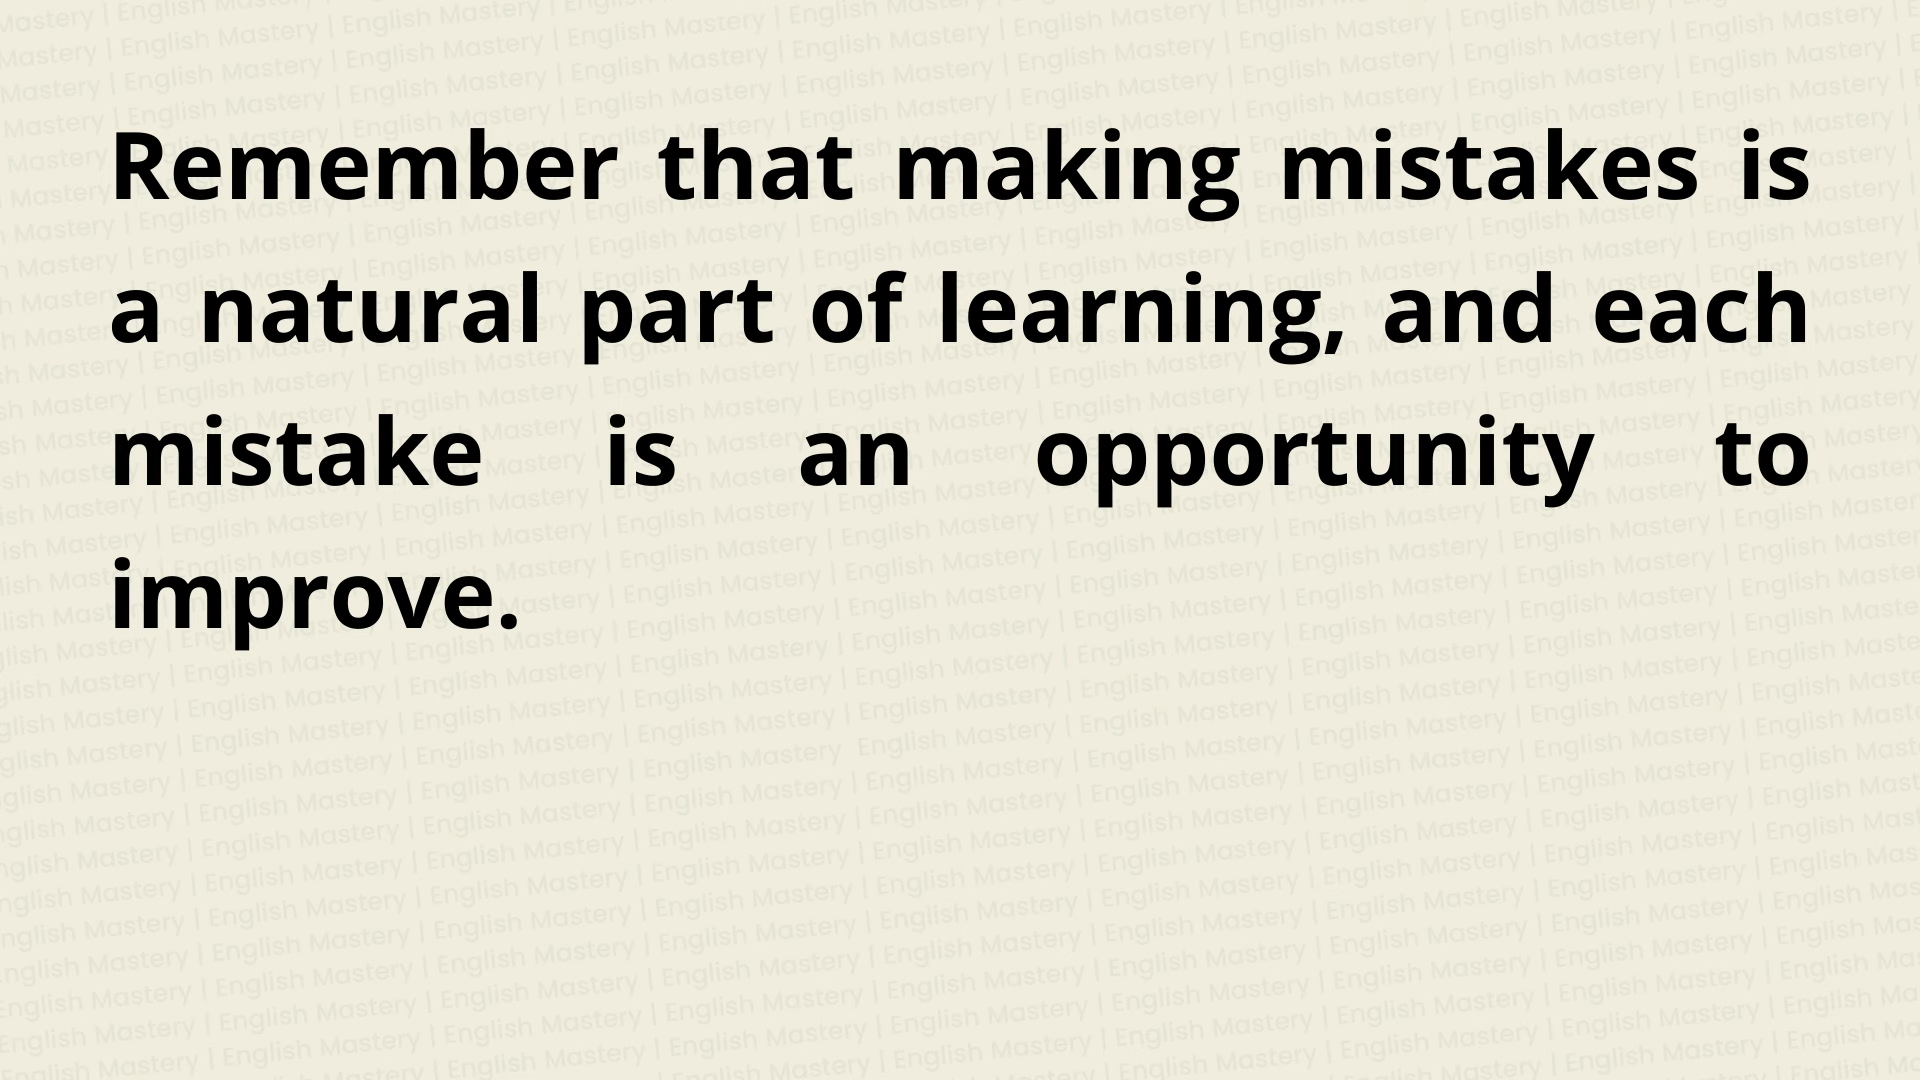 Remember that making mistakes is
a natural part of learning, and each
mistake is an opportunity to
improve.